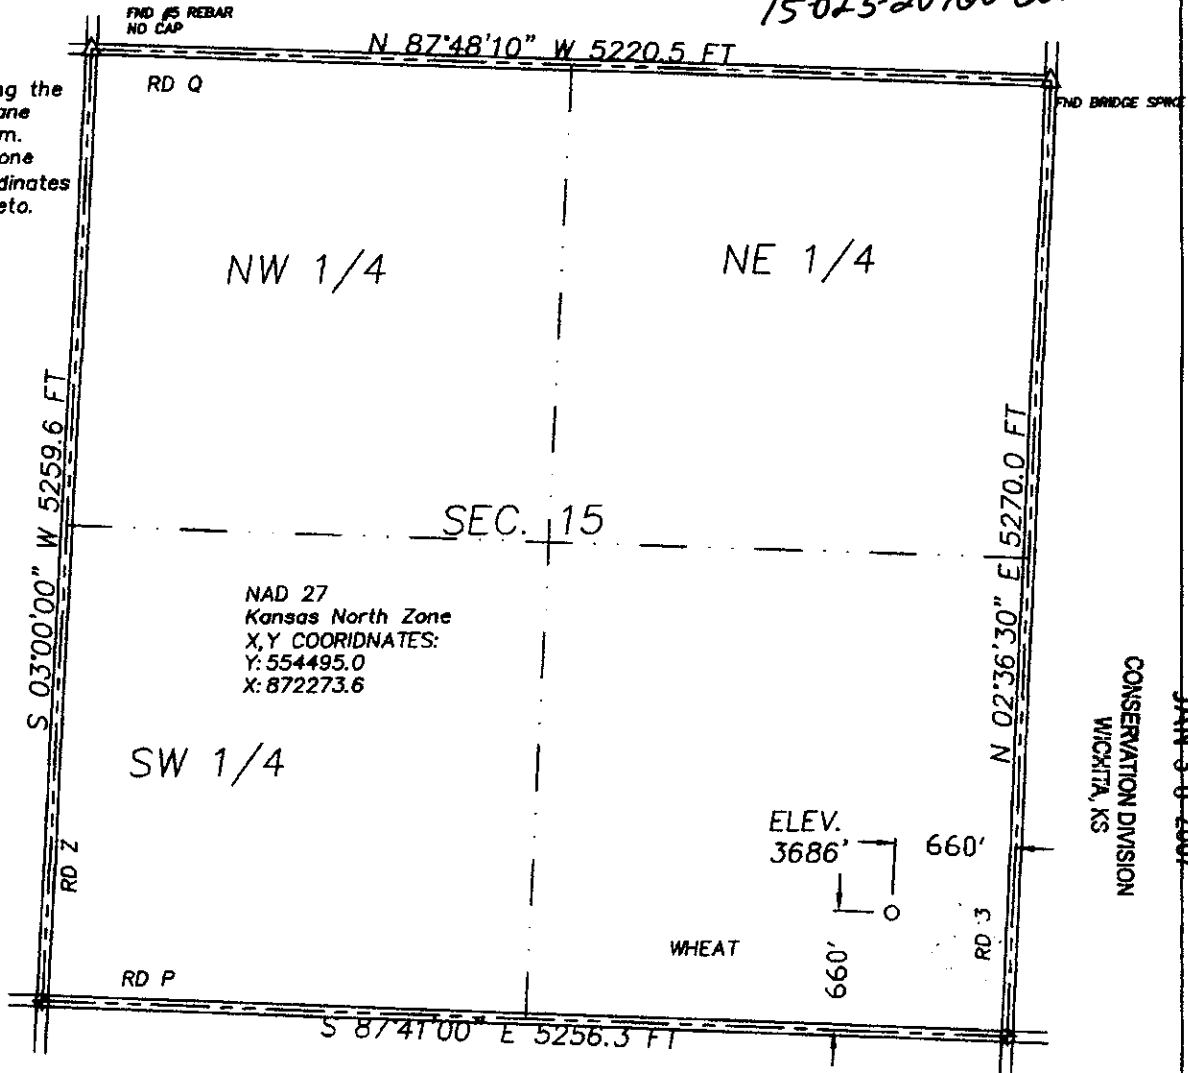 FND #5 REBAR
NO CAP
N 87°48'10" W 5220.5 FT
RD Q
FND BRIDGE SPIKE
the
dinates
NW 1/4
NE 1/4
S 03°00'00" W 5259.6 FT
SEC. 15
N 02°36'30" E 5270.0 FT
NAD 27
Kansas North Zone
X,Y COORIDNATES:
Y: 554495.0
X: 872273.6
CONSERVATION DIVISION
WICHITA, KS
SW 1/4
ELEV.
3686'
660'
RD Z
WHEAT
660'
RD 3
RD P
S 87°41'00" E 5256.3 FT